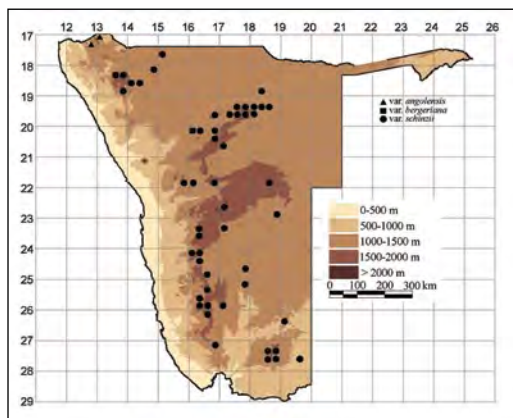 12 13 14 15 16 17 18 19 20 21 22 23 24 25 26
17
18
19
20
21
22
23
24
25
26
27
28
29
var. angolensis
var. bergeriana
var. schinzii
0-500 m
500-1000 m
1000-1500 m
1500-2000 m
> 2000 m
0 100 200 300 km